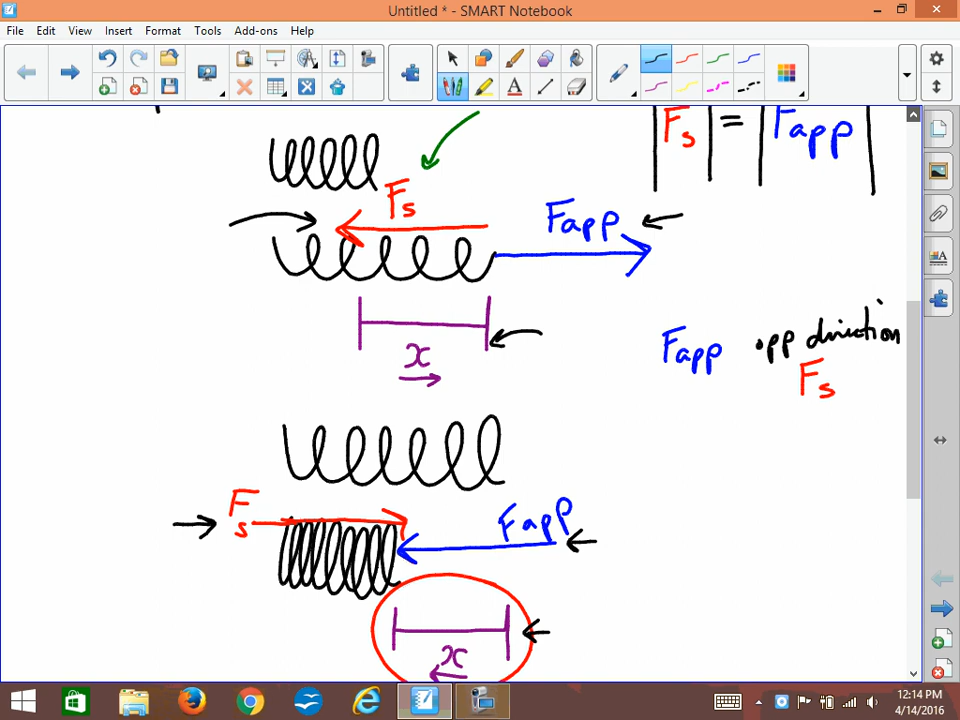 Untitled * - SMART Notebook
File Edit View Insert Format Tools Add-ons Help
|Fs| = |Fapp|
Fs
Fapp
x
Fapp opp direction
Fs
Fs
Fapp
x
12:14 PM
4/14/2016